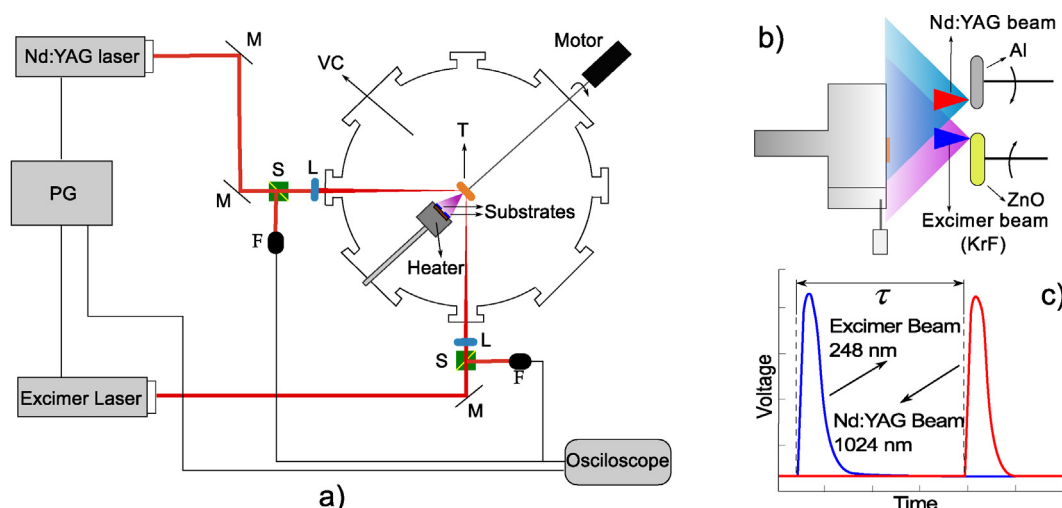 Nd:YAG laser
M
VC
Motor
T
S
L
M
PG
F
Substrates
Heater
L
S
F
Excimer Laser
M
Osciloscope
a)
b)
Nd:YAG beam
Al
ZnO
Excimer beam
(KrF)
c)
τ
Excimer Beam
248 nm
Nd:YAG Beam
1024 nm
Voltage
Time